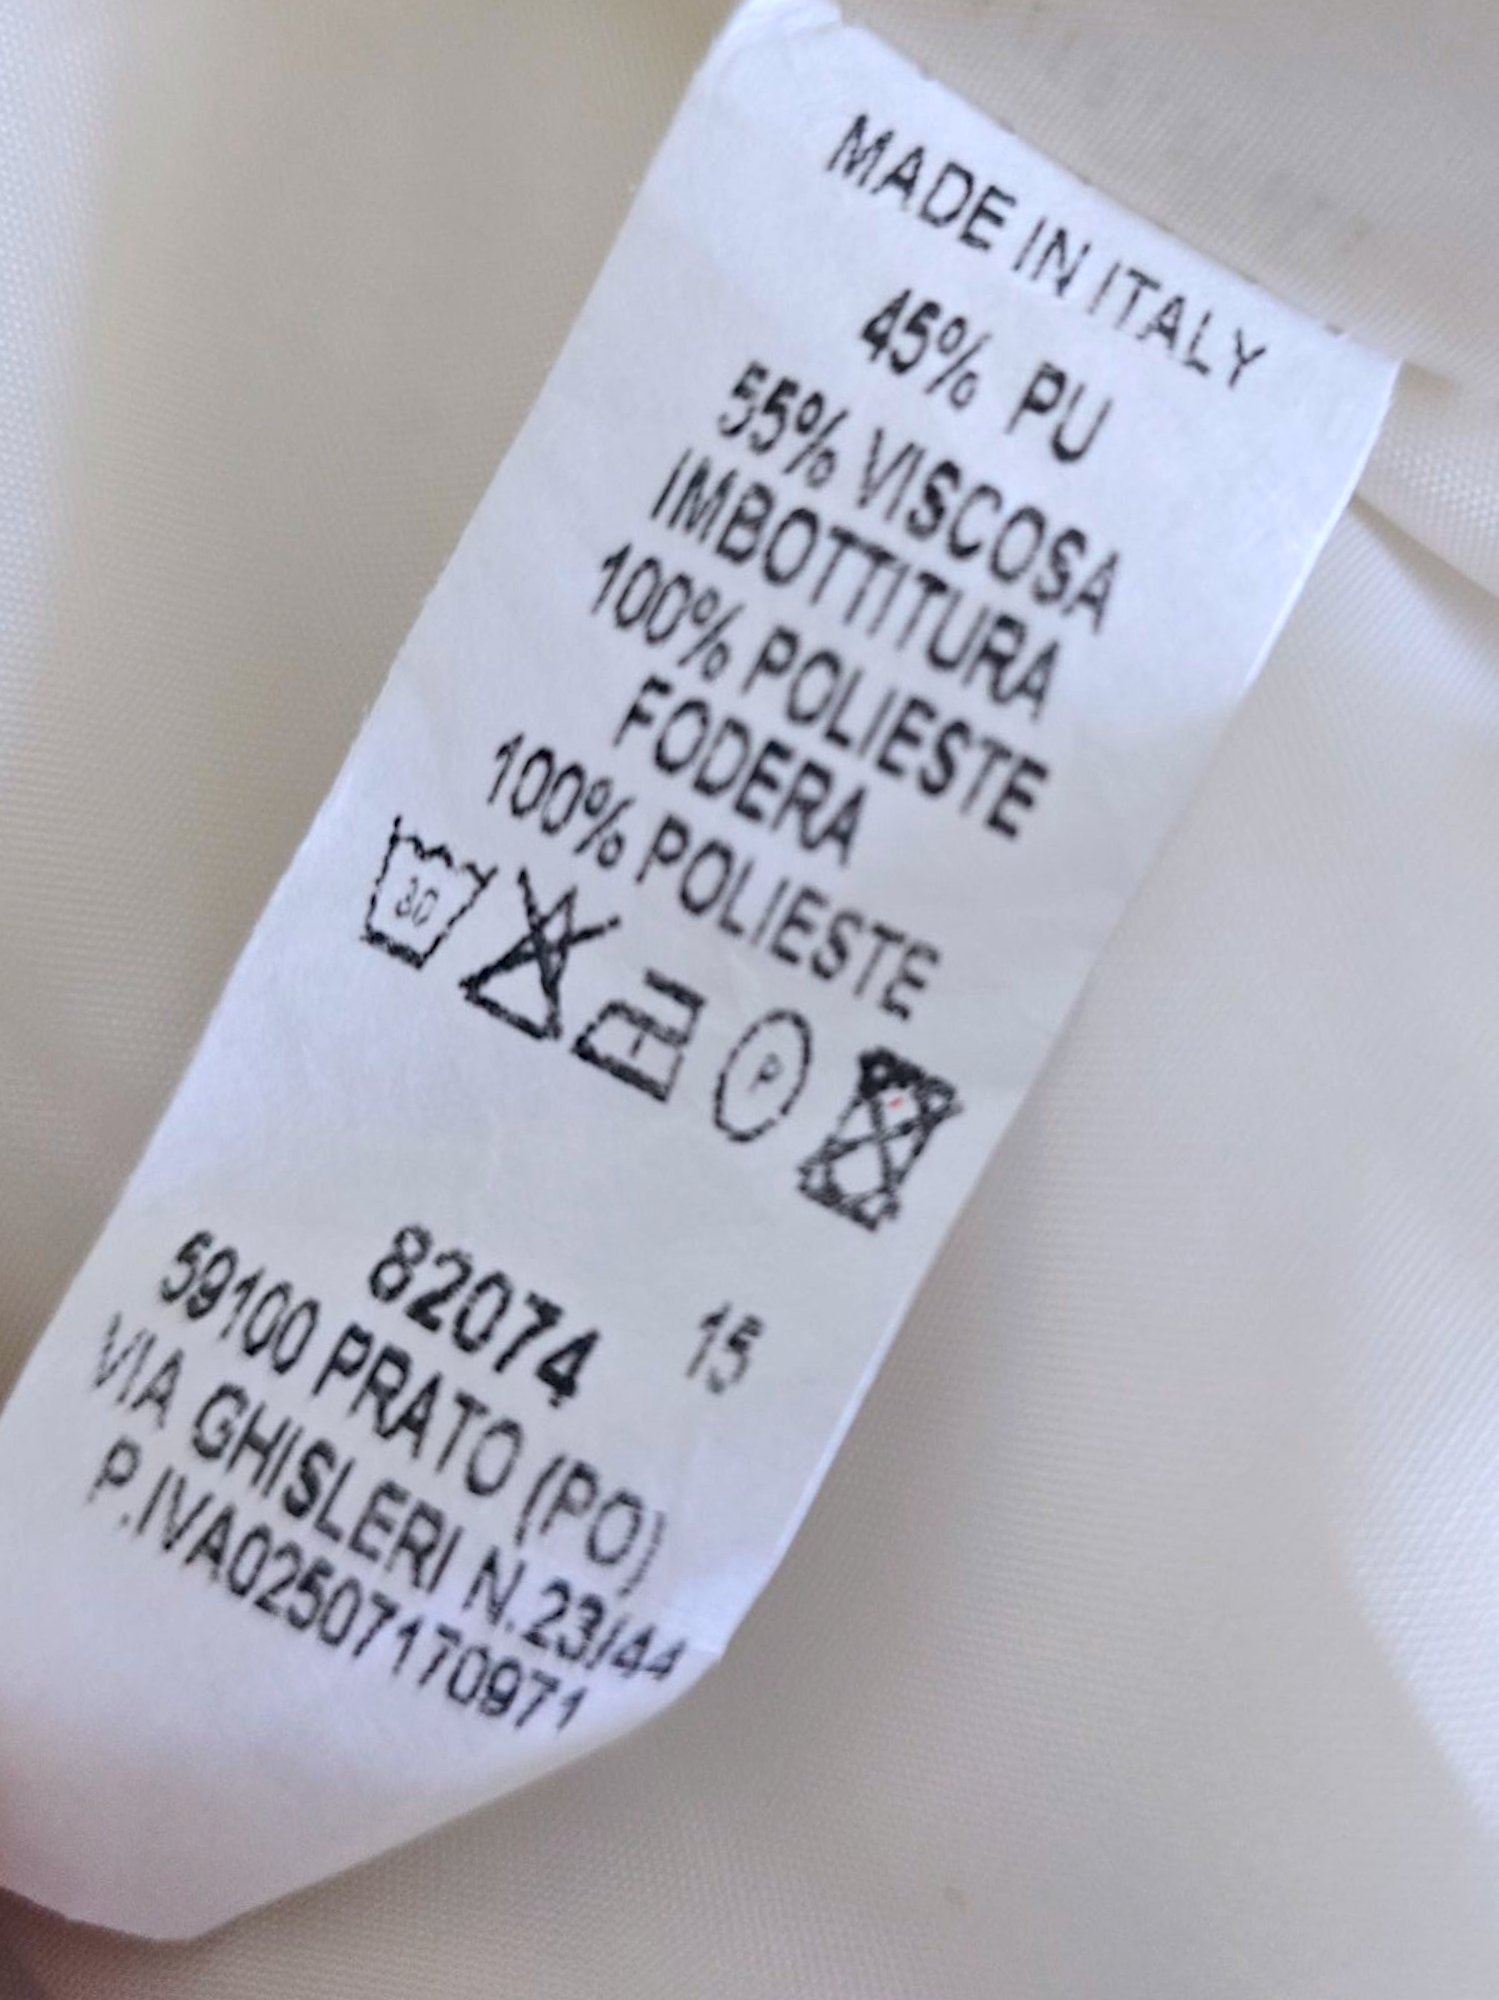 MADE IN ITALY
45% PU
55% VISCOSA
IMBOTTITURA
100% POLIESTE
FODERA
100% POLIESTE
30 P
82074 15
59100 PRATO (PO)
VIA GHISLERI N.23/44
P.IVA02507170971